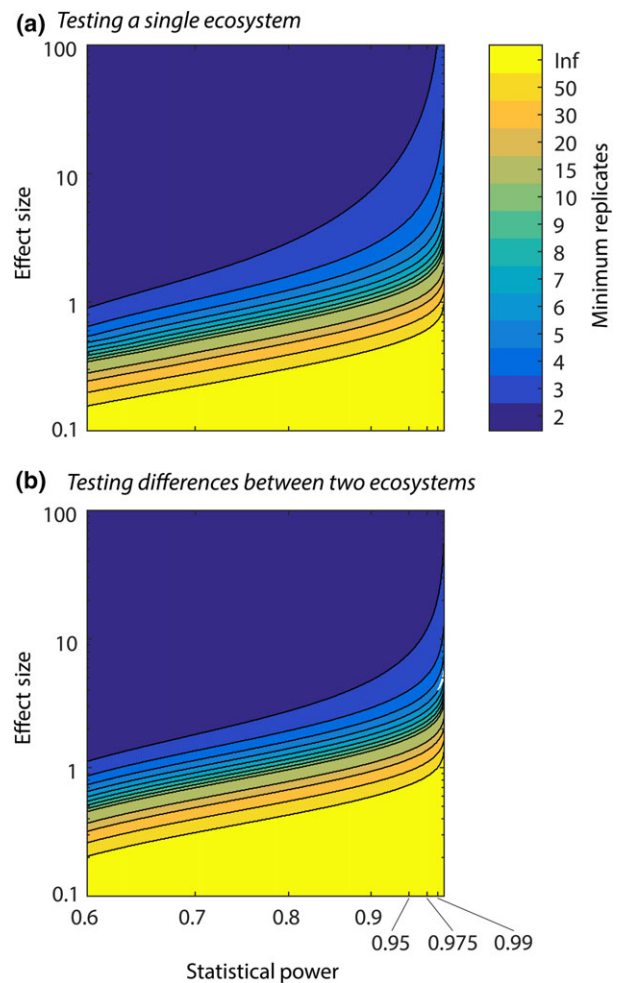 (a) Testing a single ecosystem
100
10
1
0.1
Effect size
Inf
50
30
20
15
10
9
8
7
6
5
4
3
2
Minimum replicates
(b) Testing differences between two ecosystems
100
10
1
0.1
Effect size
0.6 0.7 0.8 0.9
0.95 0.975 0.99
Statistical power